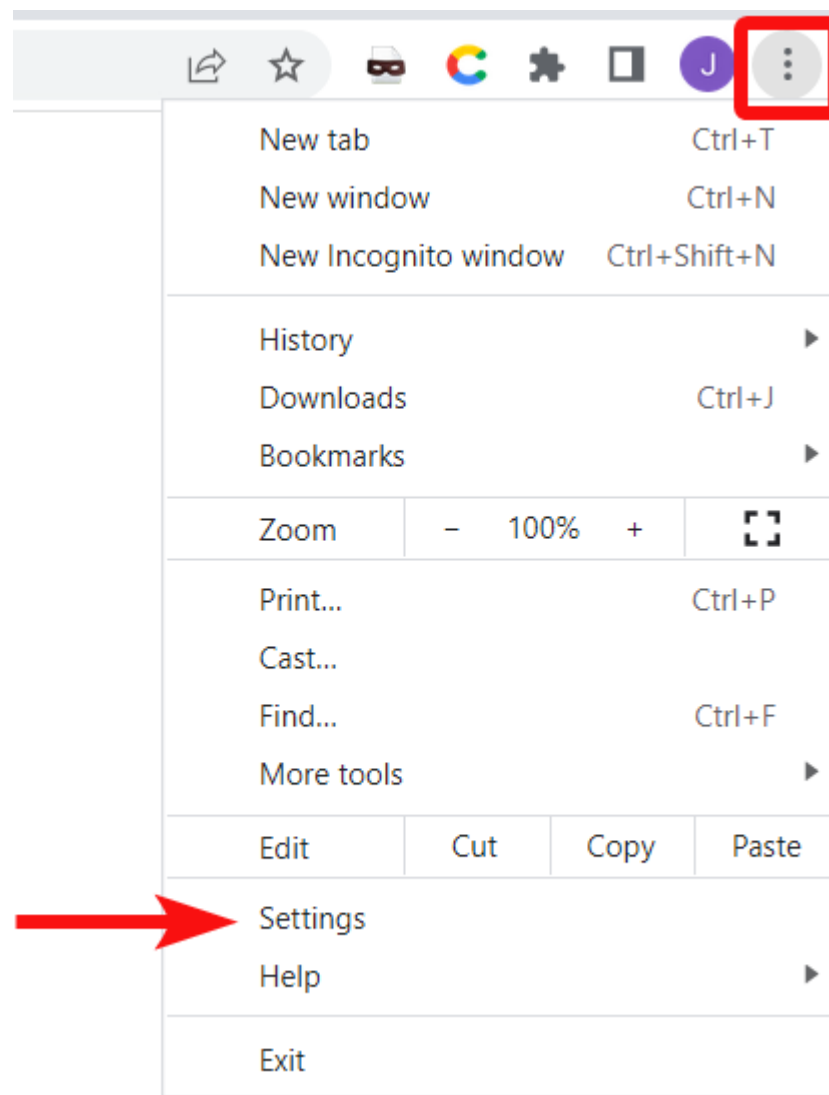 J
New tab Ctrl+T
New window Ctrl+N
New Incognito window Ctrl+Shift+N
History
Downloads Ctrl+J
Bookmarks
Zoom – 100% +
Print... Ctrl+P
Cast...
Find... Ctrl+F
More tools
Edit Cut Copy Paste
Settings
Help
Exit